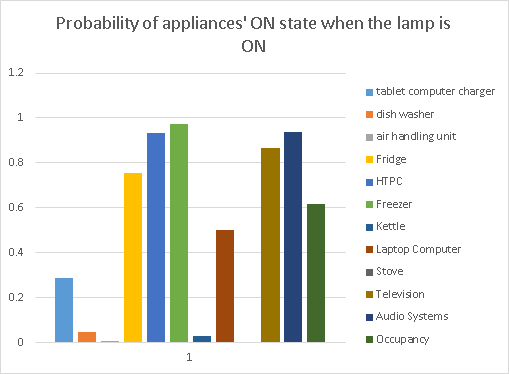 Probability of appliances' ON state when the lamp is
ON
1.2
1
0.8
0.6
0.4
0.2
0
1
tablet computer charger
dish washer
air handling unit
Fridge
HTPC
Freezer
Kettle
Laptop Computer
Stove
Television
Audio Systems
Occupancy